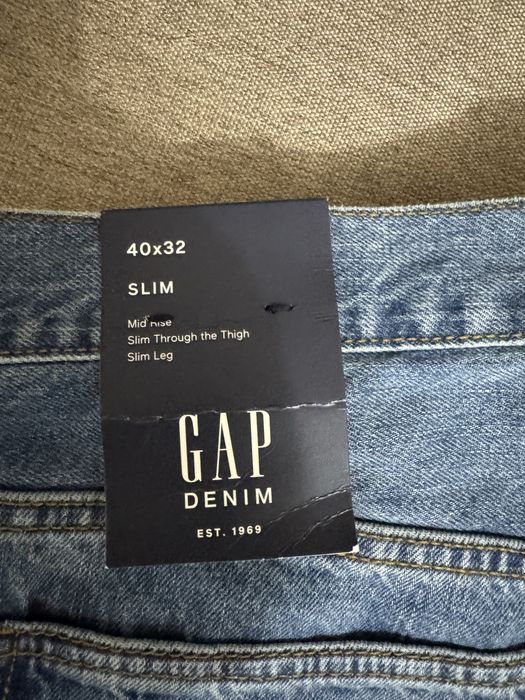 40x32
SLIM
Mid Rise
Slim Through the Thigh
Slim Leg
GAP
DENIM
EST. 1969